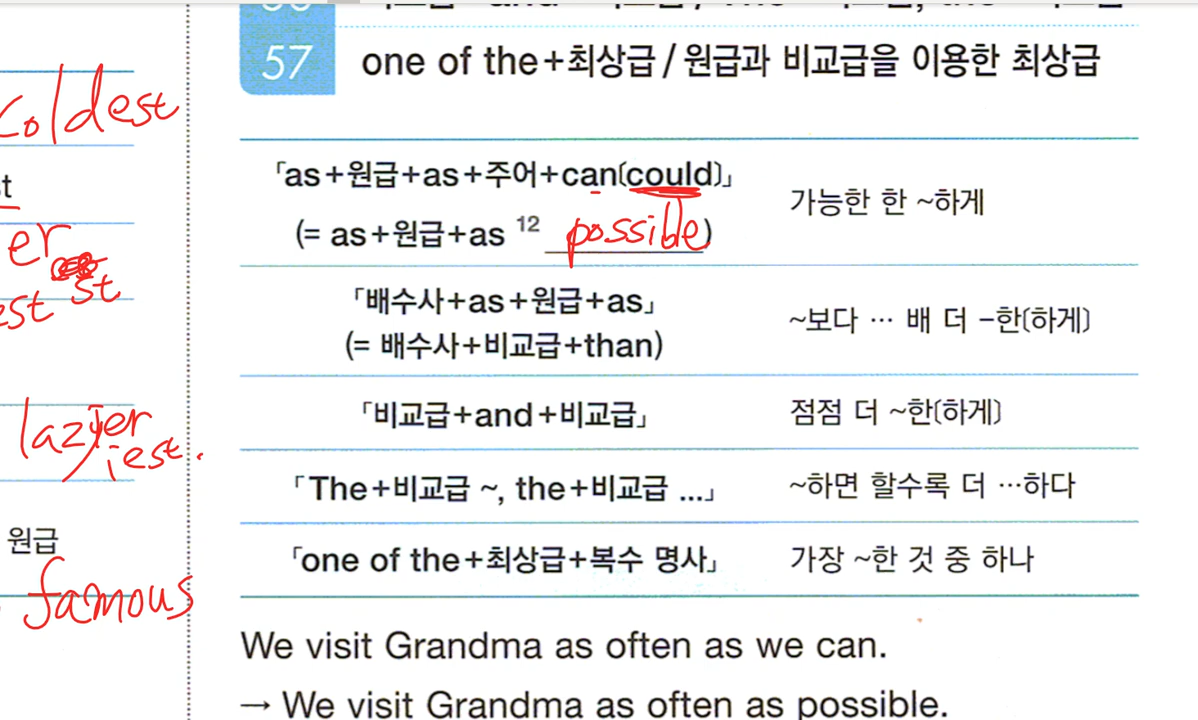 57 one of the+최상급 / 원급과 비교급을 이용한 최상급
coldest
「as+원급+as+주어+can(could)」 가능한 한 ~하게
(= as+원급+as 12 possible)
er
st
est
「배수사+as+원급+as」 ~보다 … 배 더 –한(하게)
(= 배수사+비교급+than)
「비교급+and+비교급」 점점 더 ~한(하게)
iest.
「The+비교급 ~, the+비교급 ...」 ~하면 할수록 더 …하다
원급
「one of the+최상급+복수 명사」 가장 ~한 것 중 하나
famous
We visit Grandma as often as we can.
→ We visit Grandma as often as possible.